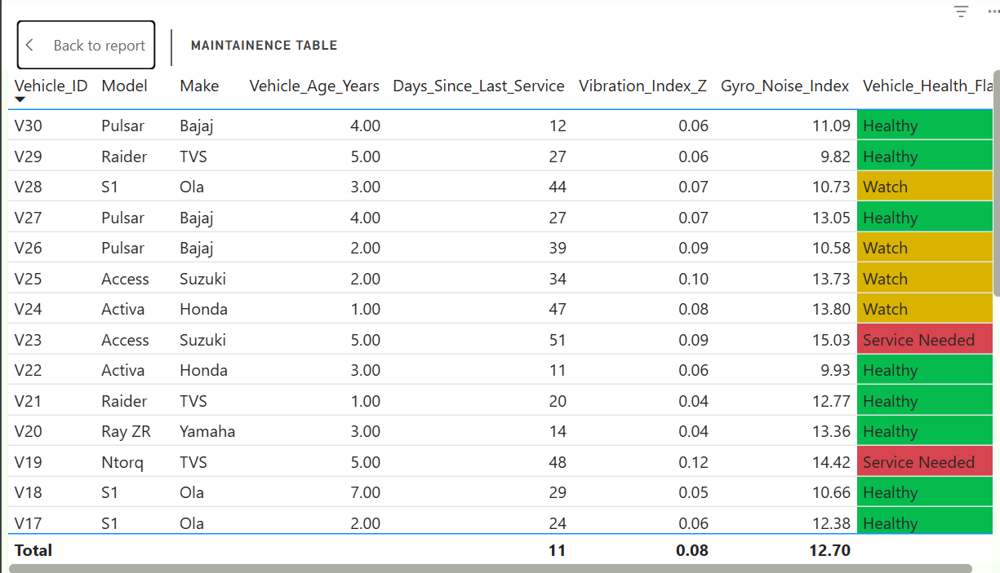 Back to report MAINTAINENCE TABLE
Vehicle_ID Model Make Vehicle_Age_Years Days_Since_Last_Service Vibration_Index_Z Gyro_Noise_Index Vehicle_Health_Fla
V30 Pulsar Bajaj 4.00 12 0.06 11.09 Healthy
V29 Raider TVS 5.00 27 0.06 9.82 Healthy
V28 S1 Ola 3.00 44 0.07 10.73 Watch
V27 Pulsar Bajaj 4.00 27 0.07 13.05 Healthy
V26 Pulsar Bajaj 2.00 39 0.09 10.58 Watch
V25 Access Suzuki 2.00 34 0.10 13.73 Watch
V24 Activa Honda 1.00 47 0.08 13.80 Watch
V23 Access Suzuki 5.00 51 0.09 15.03 Service Needed
V22 Activa Honda 3.00 11 0.06 9.93 Healthy
V21 Raider TVS 1.00 20 0.04 12.77 Healthy
V20 Ray ZR Yamaha 3.00 14 0.04 13.36 Healthy
V19 Ntorq TVS 5.00 48 0.12 14.42 Service Needed
V18 S1 Ola 7.00 29 0.05 10.66 Healthy
V17 S1 Ola 2.00 24 0.06 12.38 Healthy
Total 11 0.08 12.70